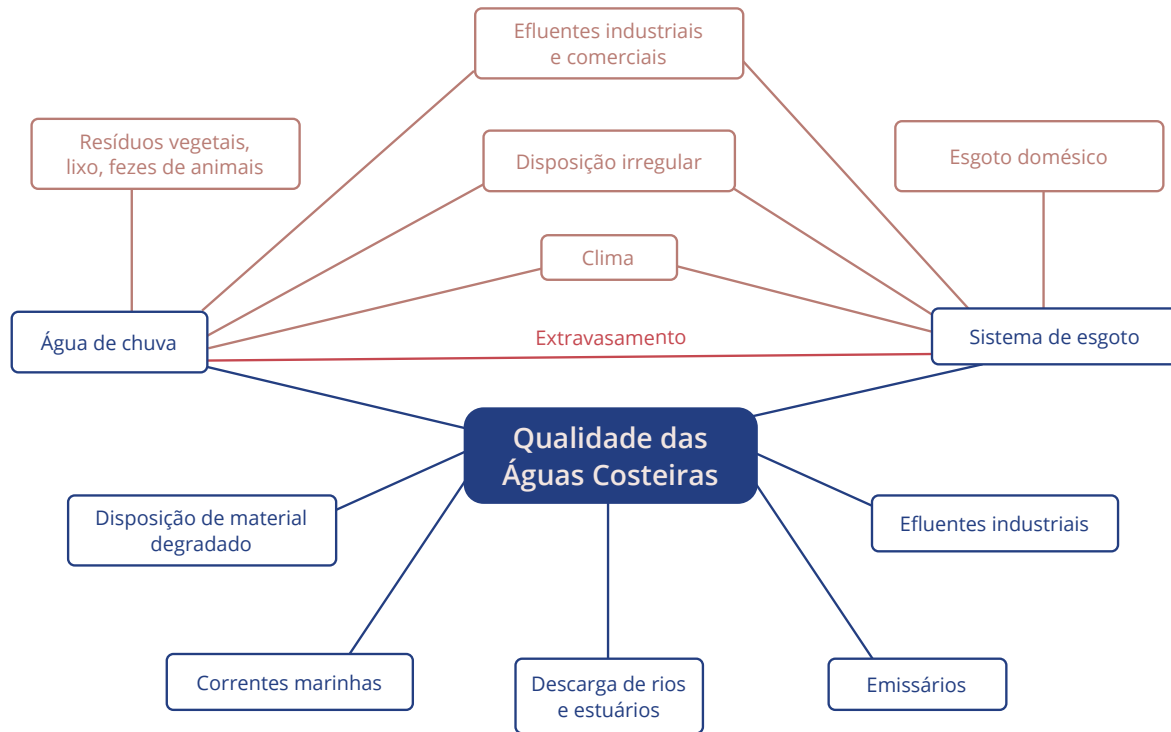 Efluentes industriais
e comerciais
Resíduos vegetais,
lixo, fezes de animais
Disposição irregular
Esgoto domésico
Clima
Água de chuva
Extravasamento
Sistema de esgoto
Qualidade das
Águas Costeiras
Disposição de material
degradado
Efluentes industriais
Correntes marinhas
Descarga de rios
e estuários
Emissários